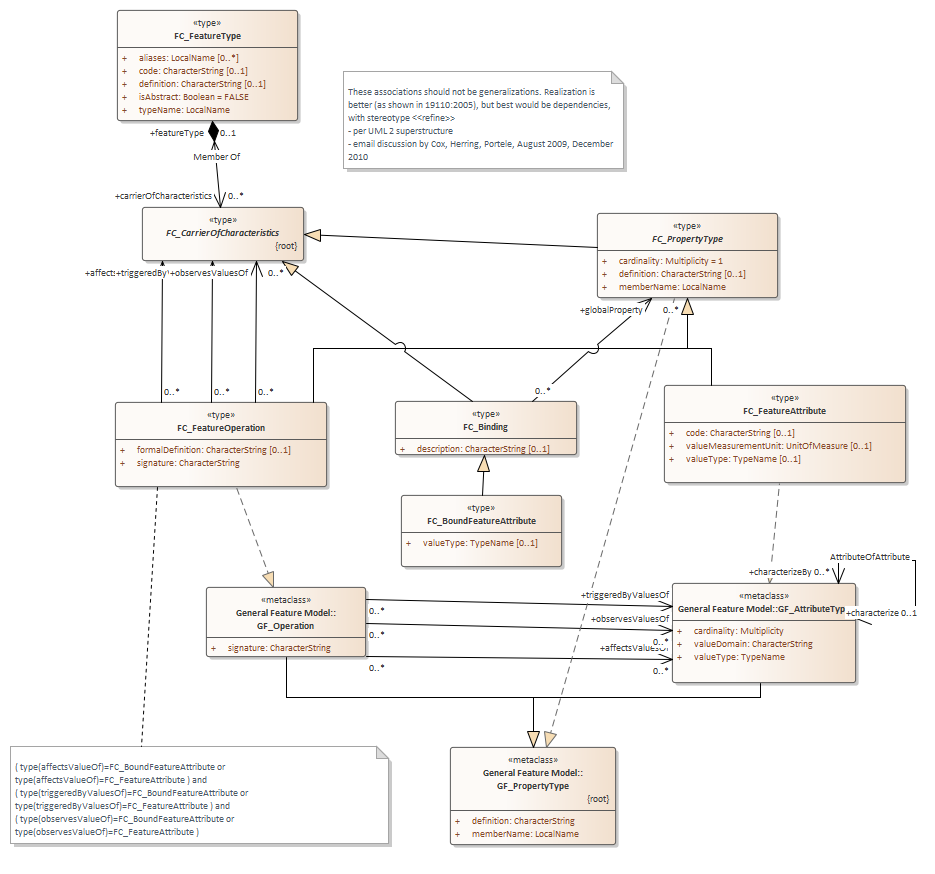 «type»
FC_FeatureType
+ aliases: LocalName [0..*]
+ code: CharacterString [0..1]
+ definition: CharacterString [0..1]
+ isAbstract: Boolean = FALSE
+ typeName: LocalName
These associations should not be generalizations. Realization is
better (as shown in 19110:2005), but best would be dependencies,
with stereotype <<refine>>
- per UML 2 superstructure
- email discussion by Cox, Herring, Portele, August 2009, December
2010
+featureType 0..1
Member Of
+carrierOfCharacteristics 0..*
«type»
FC_CarrierOfCharacteristics
{root}
«type»
FC_PropertyType
+ cardinality: Multiplicity = 1
+ definition: CharacterString [0..1]
+ memberName: LocalName
+triggeredBy +observesValuesOf 0..*
+globalProperty 0..*
0..* 0..* 0..*
0..*
«type»
FC_FeatureOperation
+ formalDefinition: CharacterString [0..1]
+ signature: CharacterString
«type»
FC_Binding
+ description: CharacterString [0..1]
«type»
FC_FeatureAttribute
+ code: CharacterString [0..1]
+ valueMeasurementUnit: UnitOfMeasure [0..1]
+ valueType: TypeName [0..1]
«type»
FC_BoundFeatureAttribute
+ valueType: TypeName [0..1]
AttributeOfAttribute
+characterizeBy 0..*
+characterize 0..1
«metaclass»
General Feature Model::
GF_Operation
+ signature: CharacterString
+triggeredByValuesOf
0..*
+observesValuesOf
0..*
0..*
+affectsValuesOf
0..*
0..*
«metaclass»
General Feature Model::GF_AttributeTyp
+ cardinality: Multiplicity
+ valueDomain: CharacterString
+ valueType: TypeName
{ type(affectsValueOf)=FC_BoundFeatureAttribute or
type(affectsValueOf)=FC_FeatureAttribute } and
{ type(triggeredByValuesOf)=FC_BoundFeatureAttribute or
type(triggeredByValuesOf)=FC_FeatureAttribute } and
{ type(observesValueOf)=FC_BoundFeatureAttribute or
type(observesValueOf)=FC_FeatureAttribute }
«metaclass»
General Feature Model::
GF_PropertyType
{root}
+ definition: CharacterString
+ memberName: LocalName